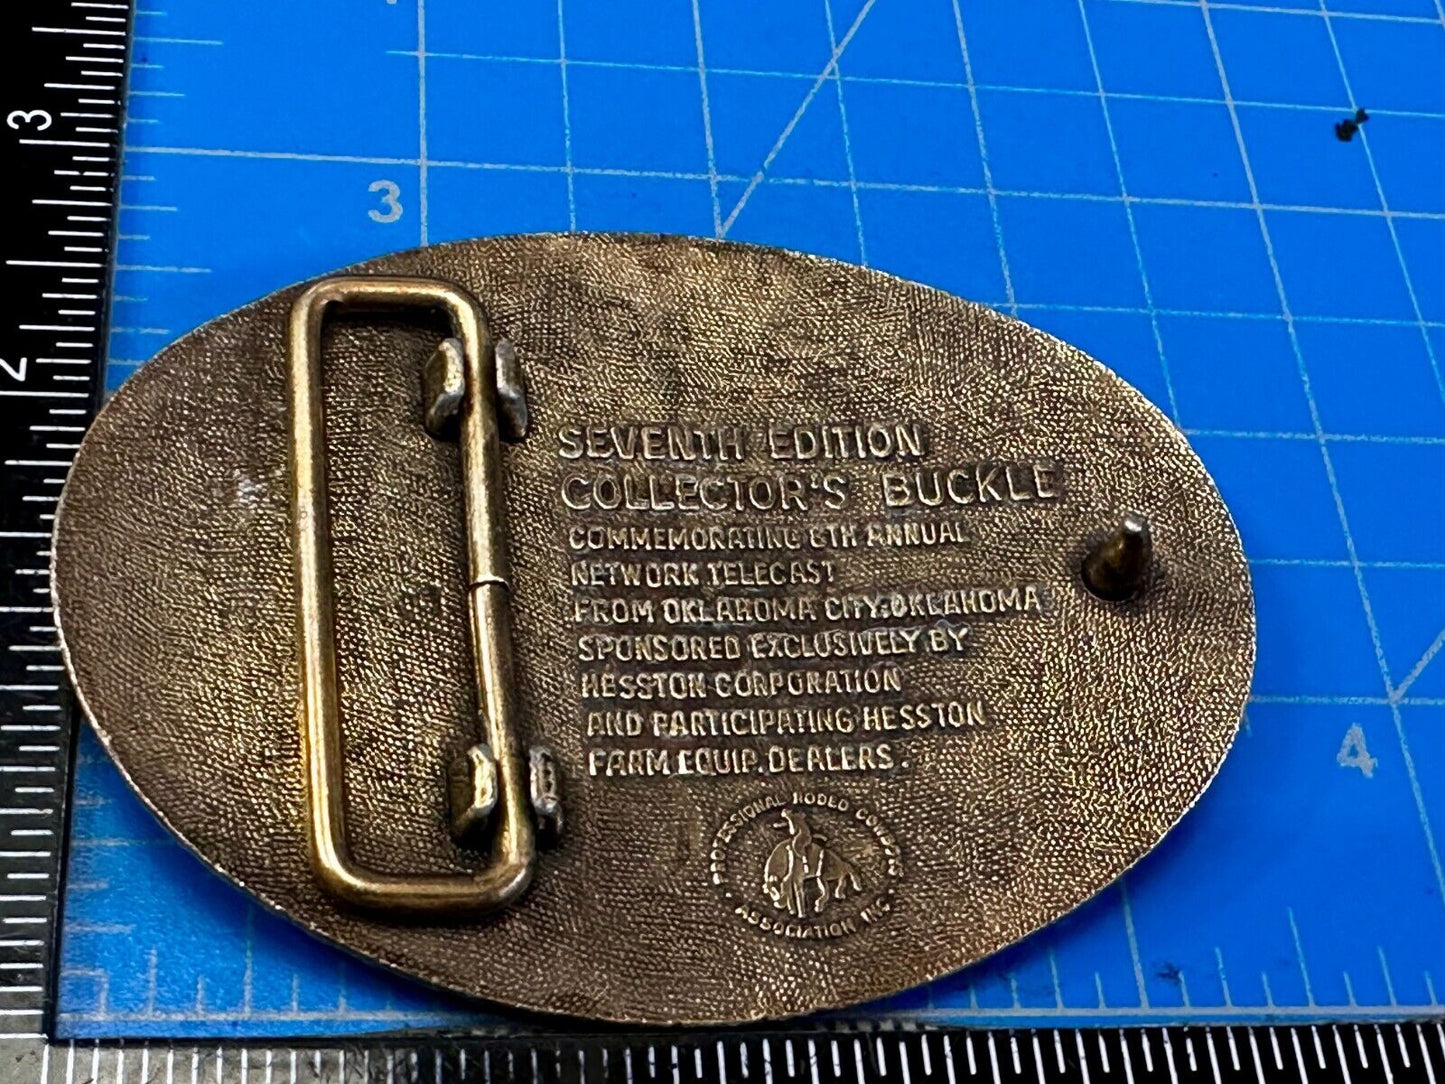 3
3
2
SEVENTH EDITION
COLLECTOR'S BUCKLE
COMMEMORATING 6TH ANNUAL
NETWORK TELECAST
FROM OKLAHOMA CITY, OKLAHOMA
SPONSORED EXCLUSIVELY BY
HESSTON CORPORATION
AND PARTICIPATING HESSTON
FARM EQUIP. DEALERS.
4
PROFESSIONAL RODEO COWBOYS
ASSOCIATION INC